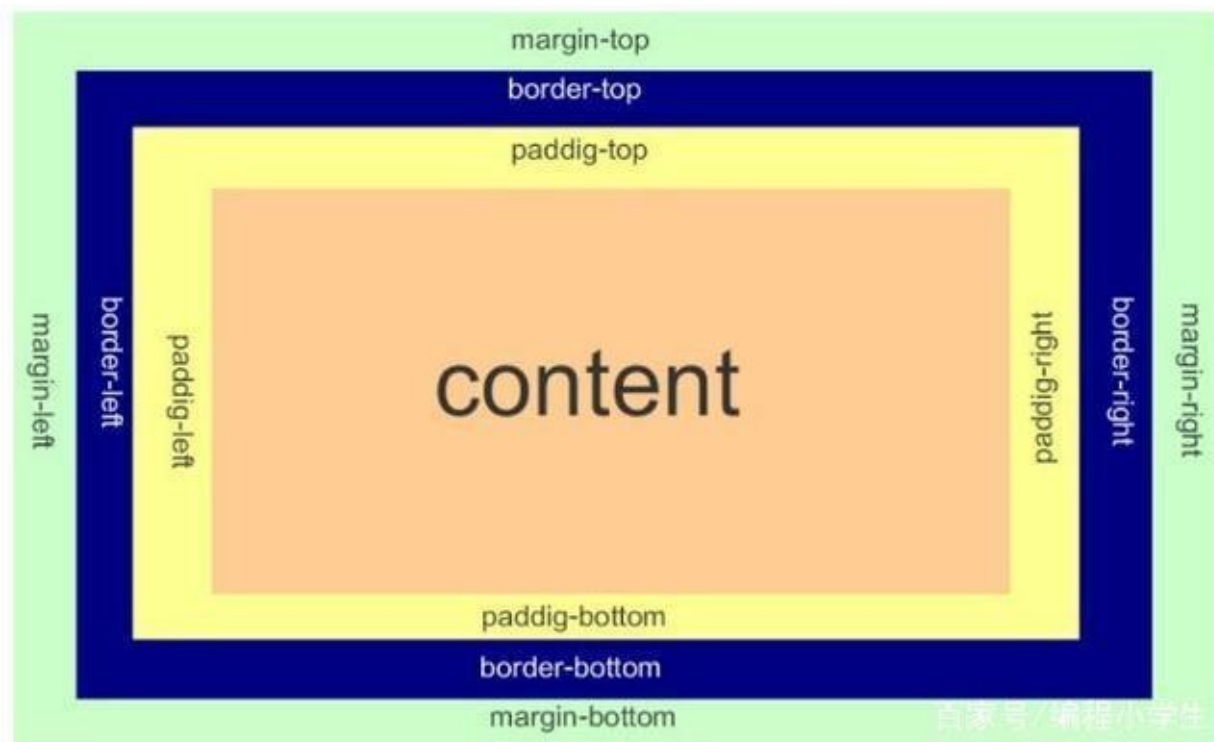 margin-top
border-top
paddig-top
margin-left
border-left
paddig-left
content
paddig-right
border-right
margin-right
paddig-bottom
border-bottom
margin-bottom
百家号/编程小学生